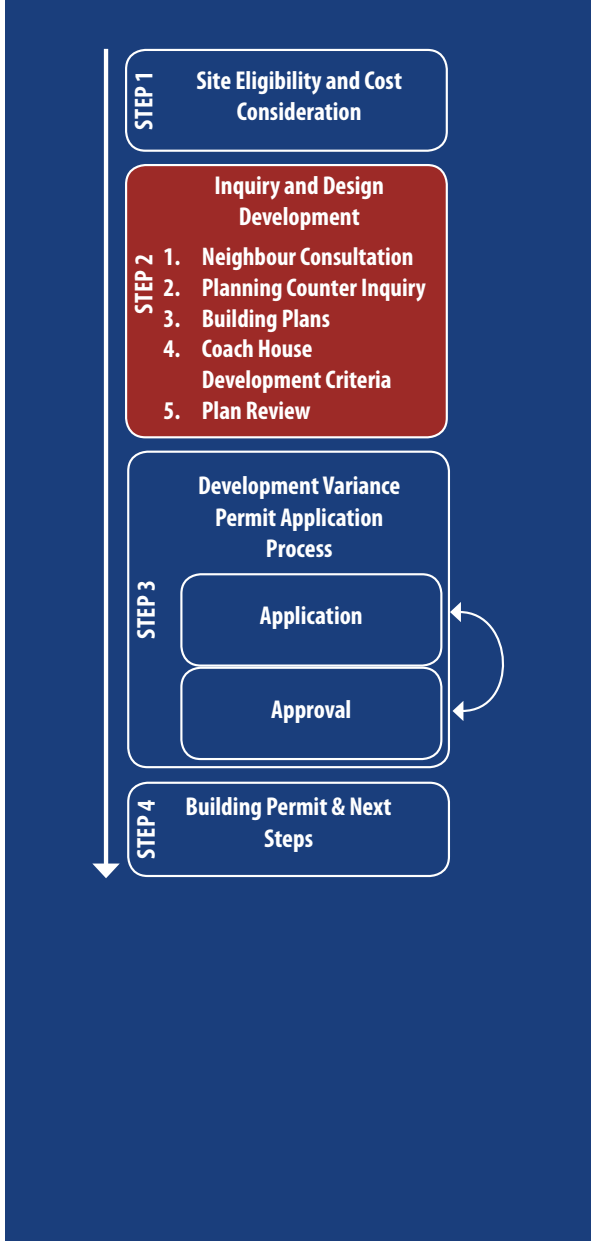 STEP 1
Site Eligibility and Cost
Consideration
STEP 2
Inquiry and Design
Development
1. Neighbour Consultation
2. Planning Counter Inquiry
3. Building Plans
4. Coach House
Development Criteria
5. Plan Review
STEP 3
Development Variance
Permit Application
Process
Application
Approval
STEP 4
Building Permit & Next
Steps